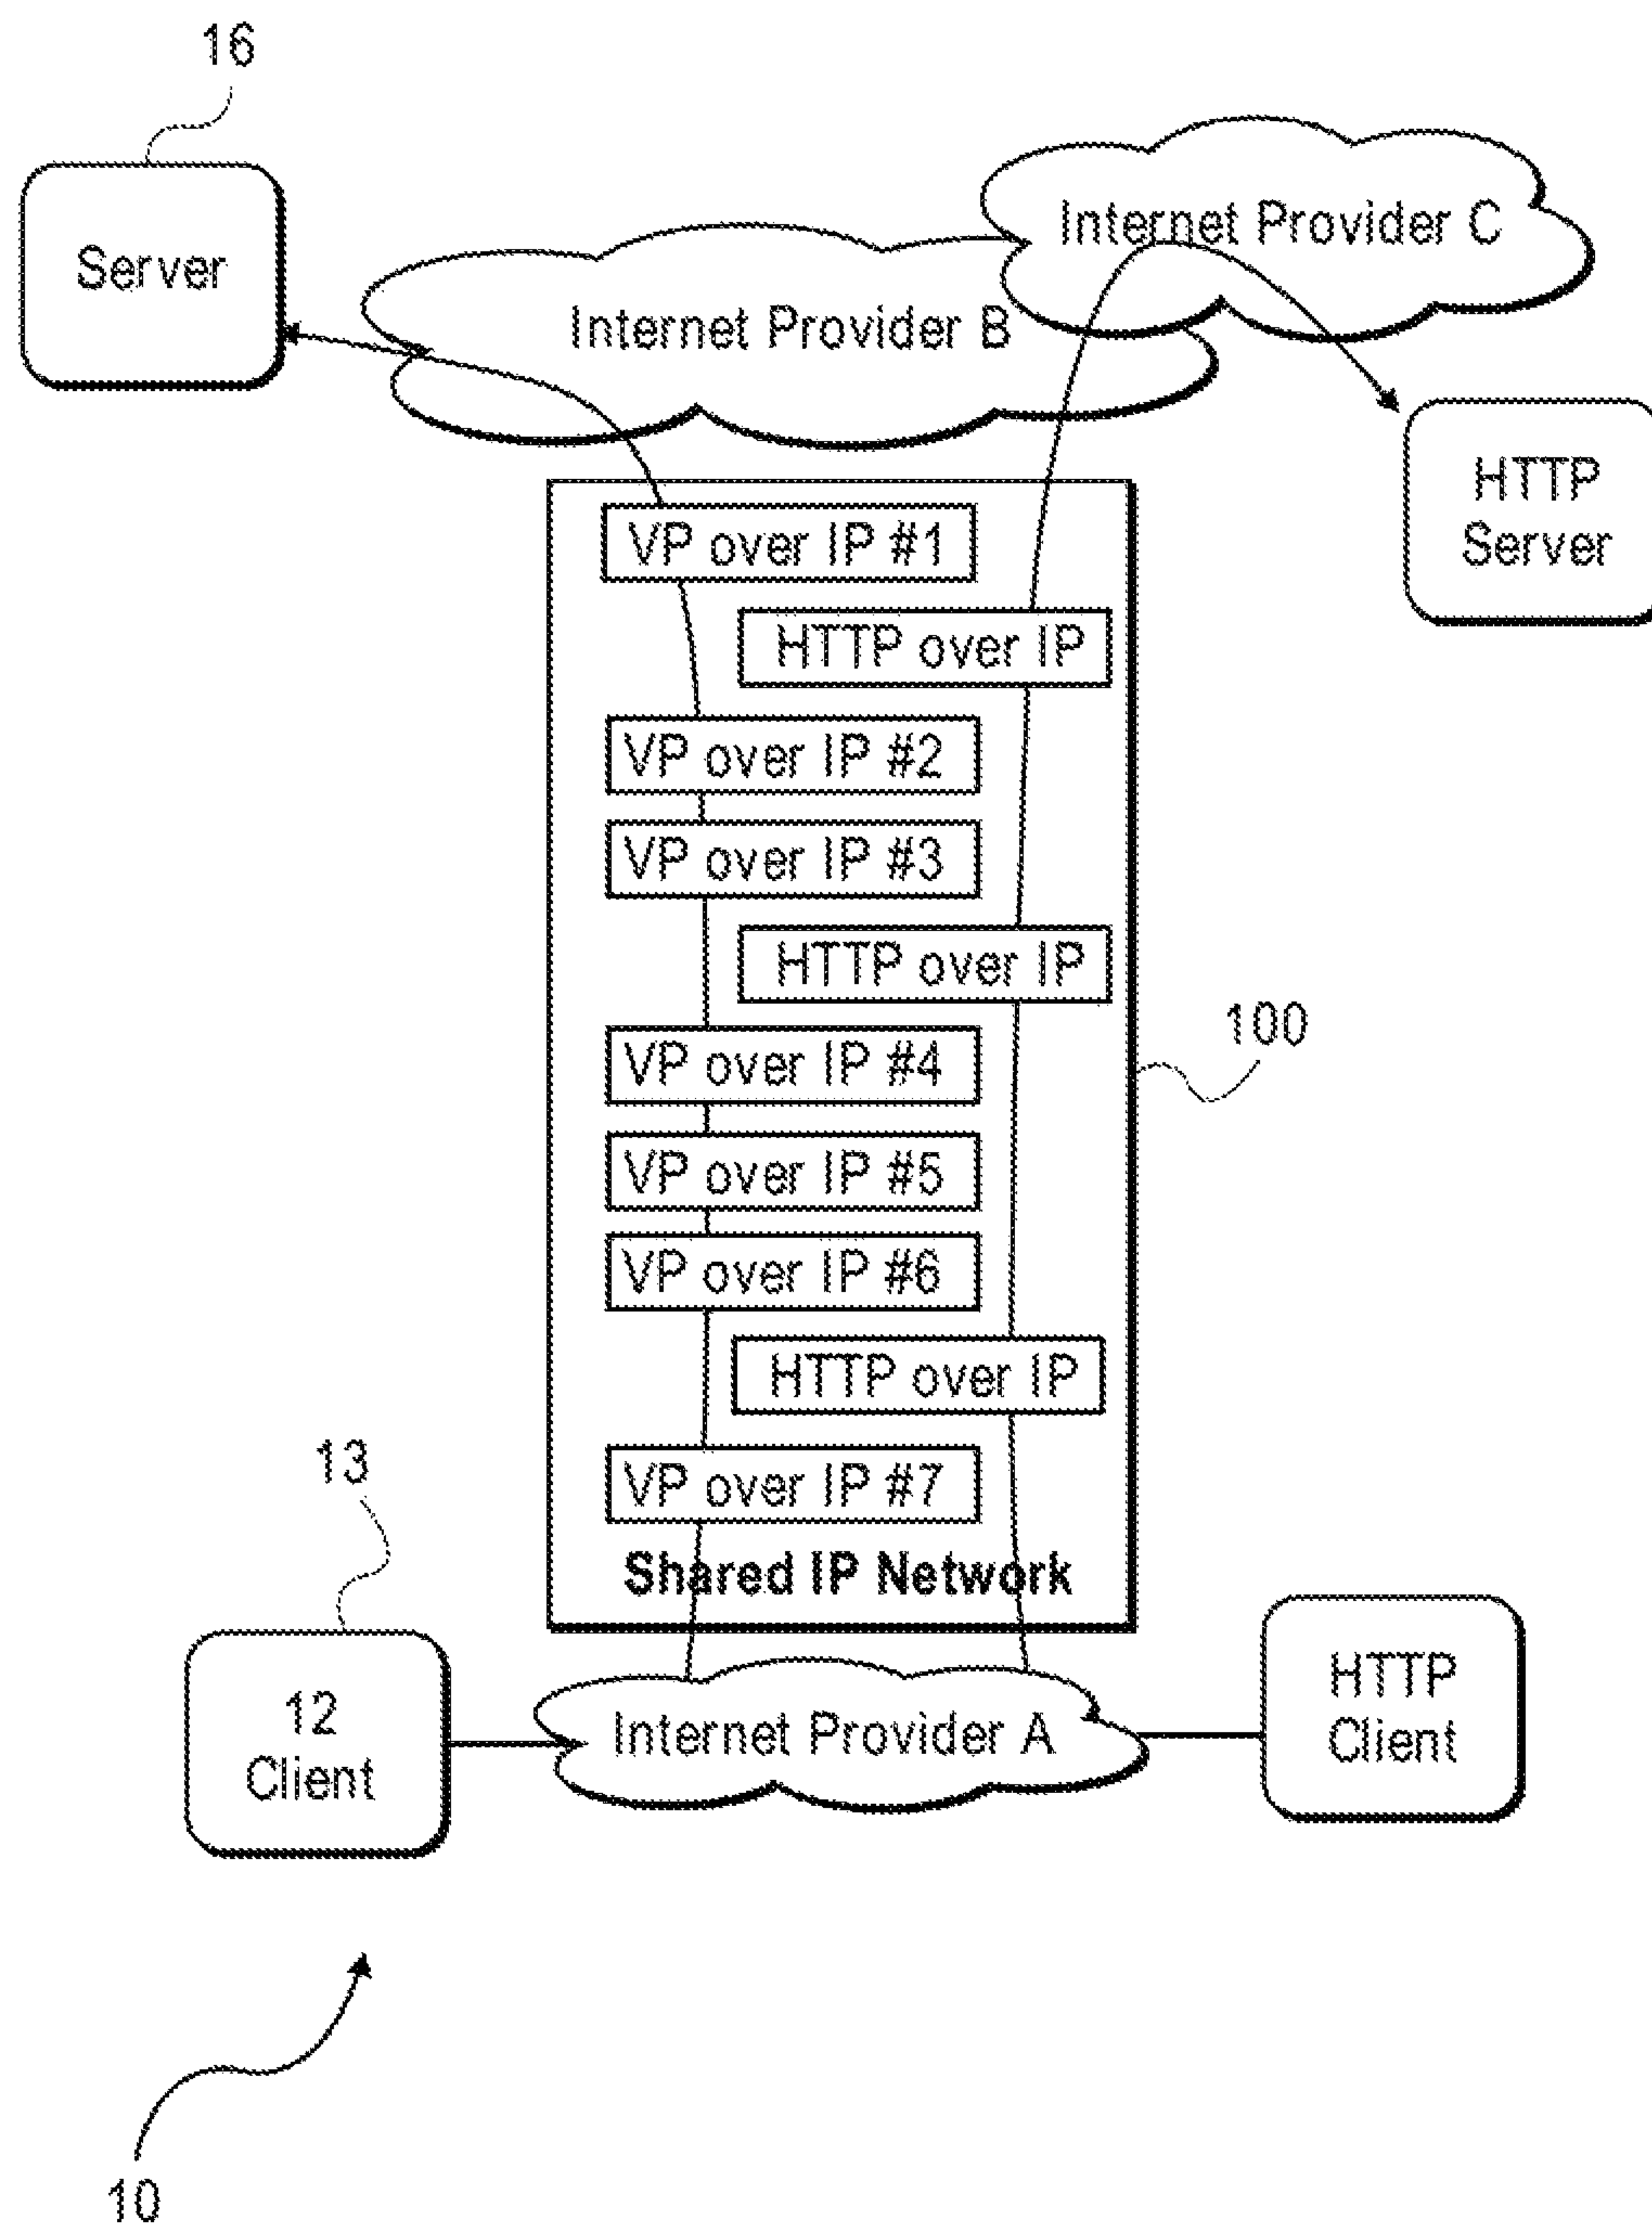 16
Server
Internet Provider C
Internet Provider B
HTTP
Server
VP over IP #1
HTTP over IP
VP over IP #2
VP over IP #3
HTTP over IP
100
VP over IP #4
VP over IP #5
VP over IP #6
HTTP over IP
13
VP over IP #7
Shared IP Network
12
Client
Internet Provider A
HTTP
Client
10